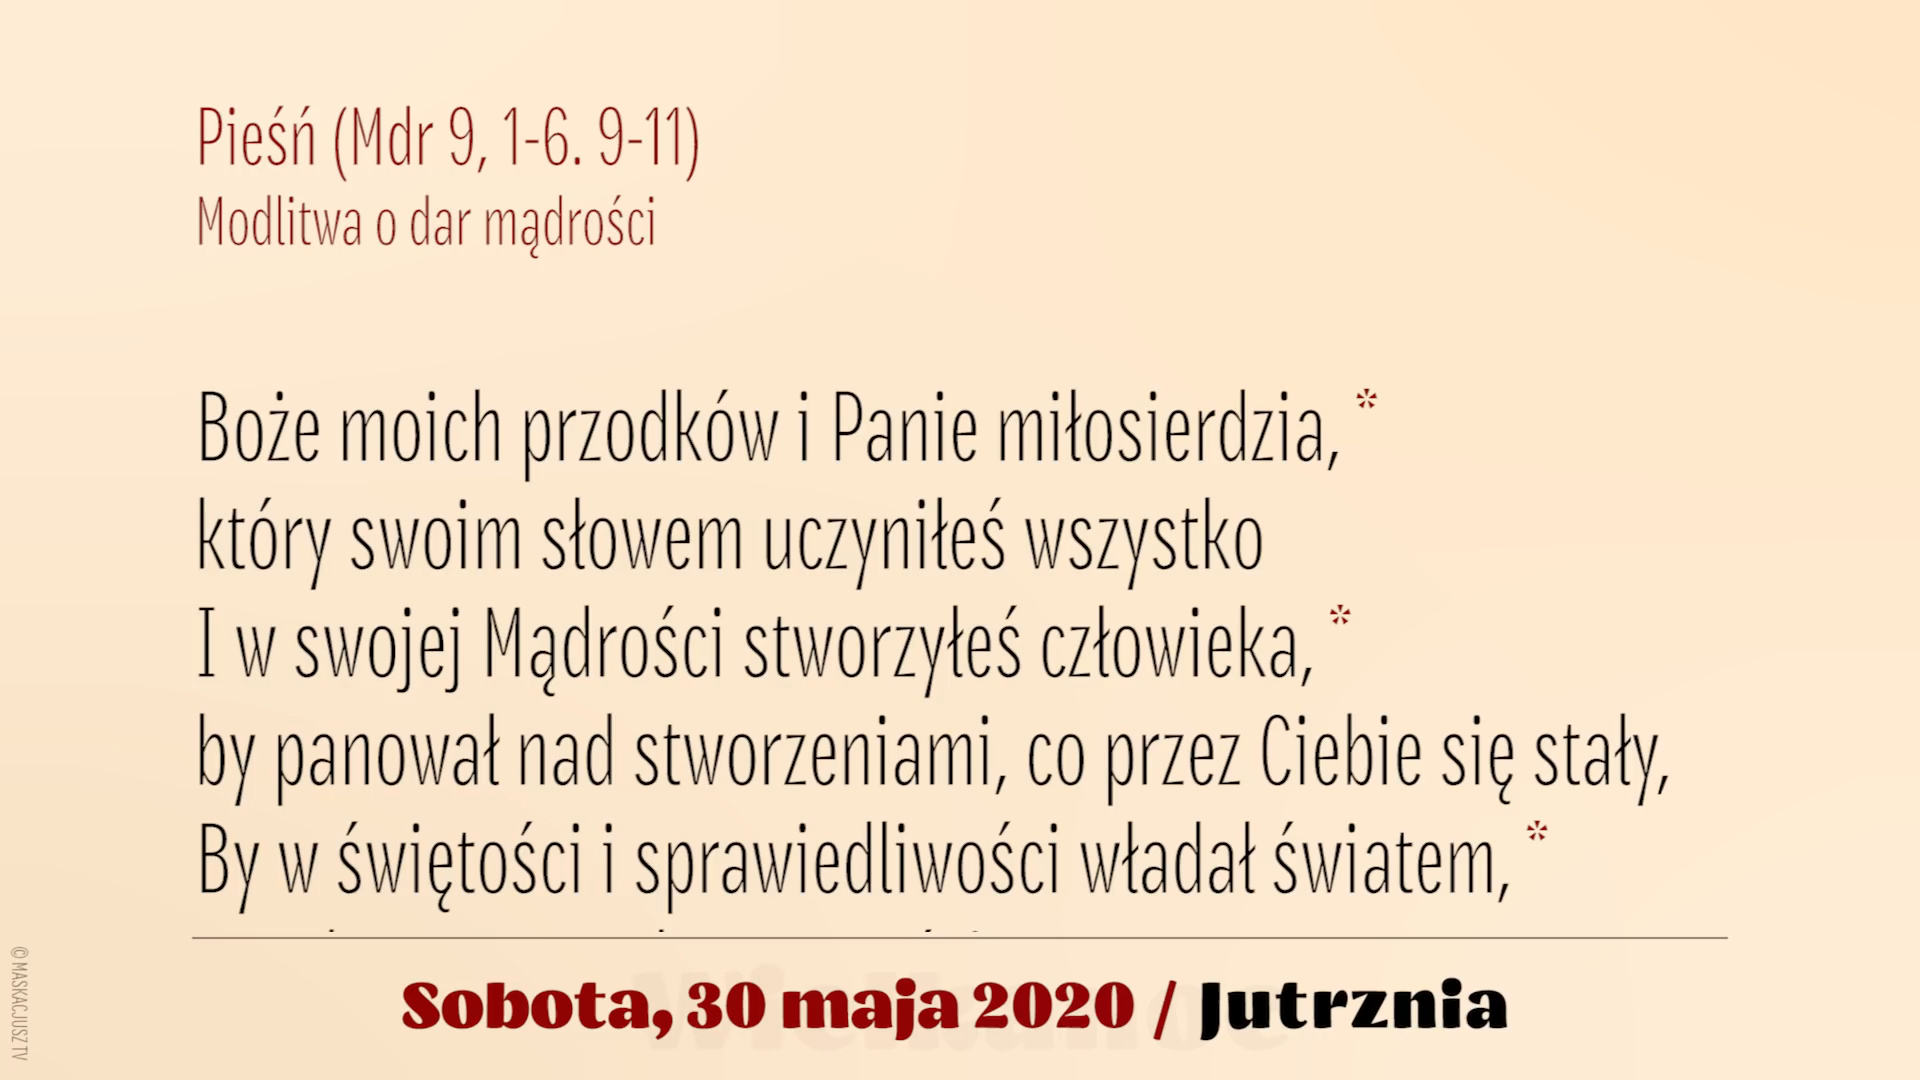 Pieśń (Mdr 9, 1-6. 9-11)
Modlitwa o dar mądrości
Boże moich przodków i Panie miłosierdzia, *
który swoim słowem uczyniłeś wszystko
I w swojej Mądrości stworzyłeś człowieka, *
by panował nad stworzeniami, co przez Ciebie się stały,
By w świętości i sprawiedliwości władał światem, *
Sobota, 30 maja 2020 / Jutrznia
© MASKACJUSZ TV